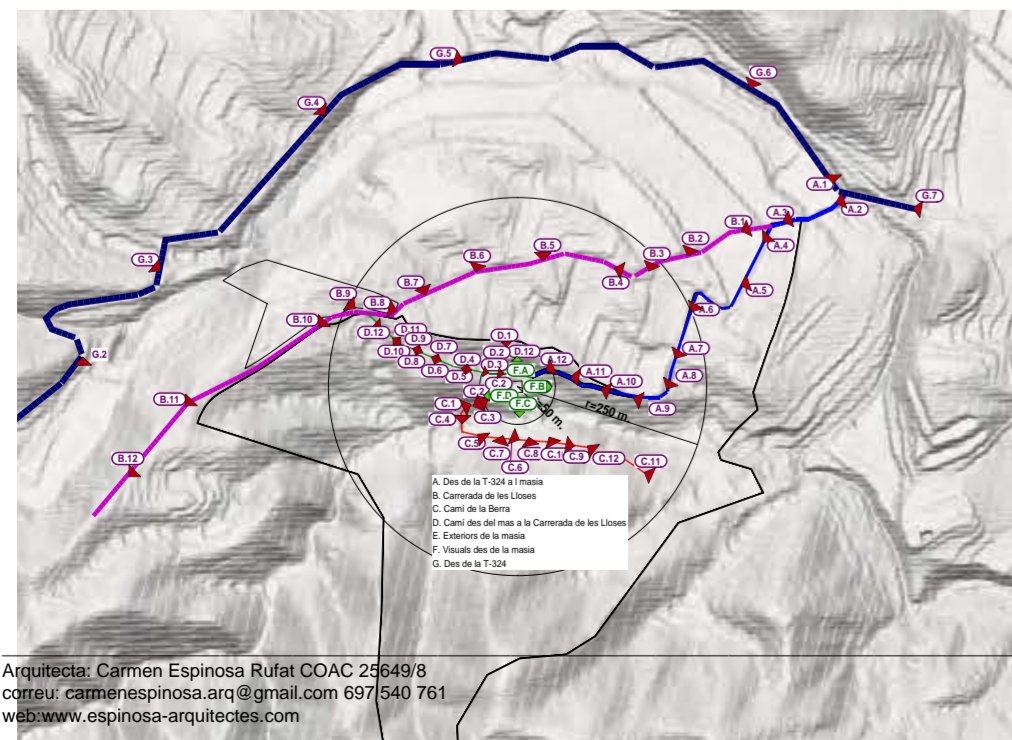 G.5
G.6
G.4
A.1
G.7
A.2
A.3
B.1
A.4
B.2
B.5
G.3
B.3
B.6
B.4
A.5
B.7
B.9
B.8
A.6
B.10
D.12
D.11
D.1
D.9
D.10
D.2
D.12
D.7
A.7
D.8
D.4
D.3
A.12
G.2
D.6
F.A
D.5
A.11
A.8
C.2
F.B
A.10
C.2
F.D
B.11
C.1
F.C
A.9
r=250 m.
=50 m.
C.3
C.4
C.5
C.7
C.8
C.1
C.9
C.12
C.11
B.12
C.6
A. Des de la T-324 a l masia
B. Carrerada de les Lloses
C. Camí de la Berra
D. Camí des del mas a la Carrerada de les Lloses
E. Exteriors de la masia
F. Visuals des de la masia
G. Des de la T-324
Arquitecta: Carmen Espinosa Rufat COAC 25649/8
correu: carmenespinosa.arq@gmail.com 697 540 761
web:www.espinosa-arquitectes.com